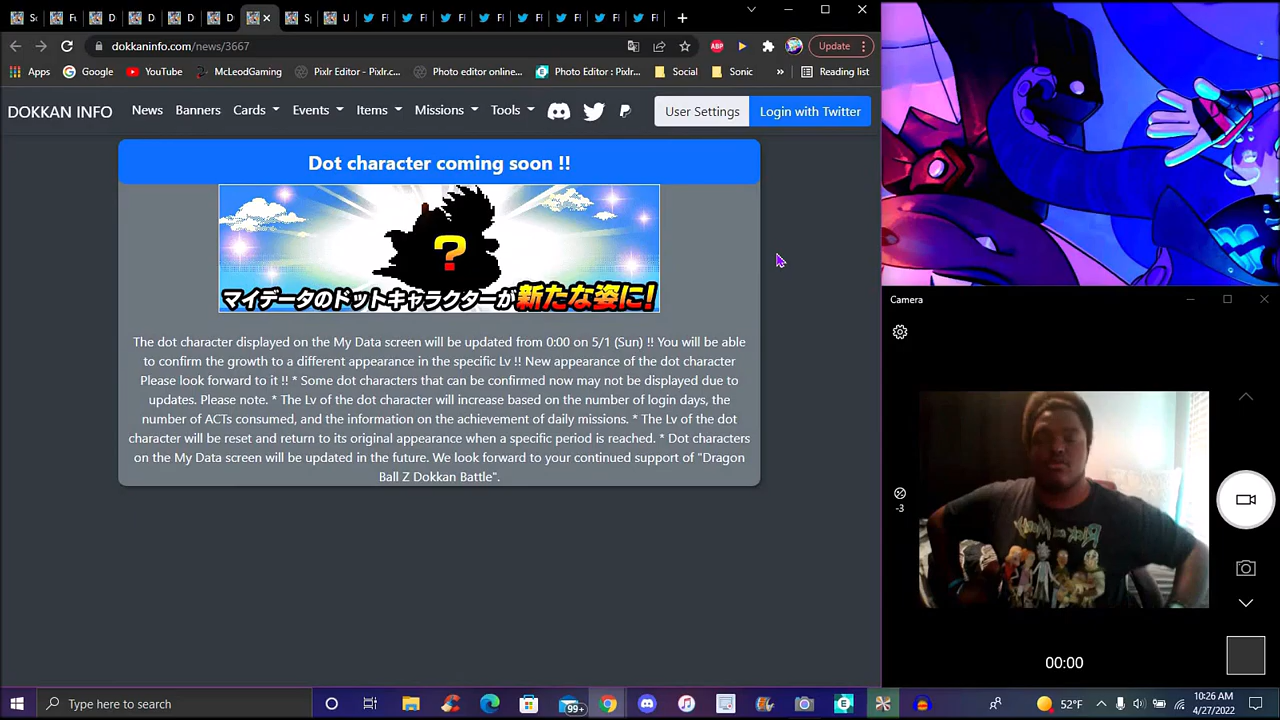 Update
dokkaninfo.com/news/3667
Apps Google YouTube McLeodGaming Pixlr Editor - Pixlr.c... Photo editor online... Photo Editor : Pixlr... Social Sonic » Reading list
DOKKAN INFO News Banners Cards Events Items Missions Tools User Settings Login with Twitter
Dot character coming soon !!
?
マイデータのドットキャラクターが新たな姿に!
The dot character displayed on the My Data screen will be updated from 0:00 on 5/1 (Sun) !! You will be able
to confirm the growth to a different appearance in the specific Lv !! New appearance of the dot character
Please look forward to it !! * Some dot characters that can be confirmed now may not be displayed due to
updates. Please note. * The Lv of the dot character will increase based on the number of login days, the
number of ACTs consumed, and the information on the achievement of daily missions. * The Lv of the dot
character will be reset and return to its original appearance when a specific period is reached. * Dot characters
on the My Data screen will be updated in the future. We look forward to your continued support of "Dragon
Ball Z Dokkan Battle".
Camera
-3
Rick and Morty
00:00
Type here to search
99+
52°F
10:26 AM
4/27/2022